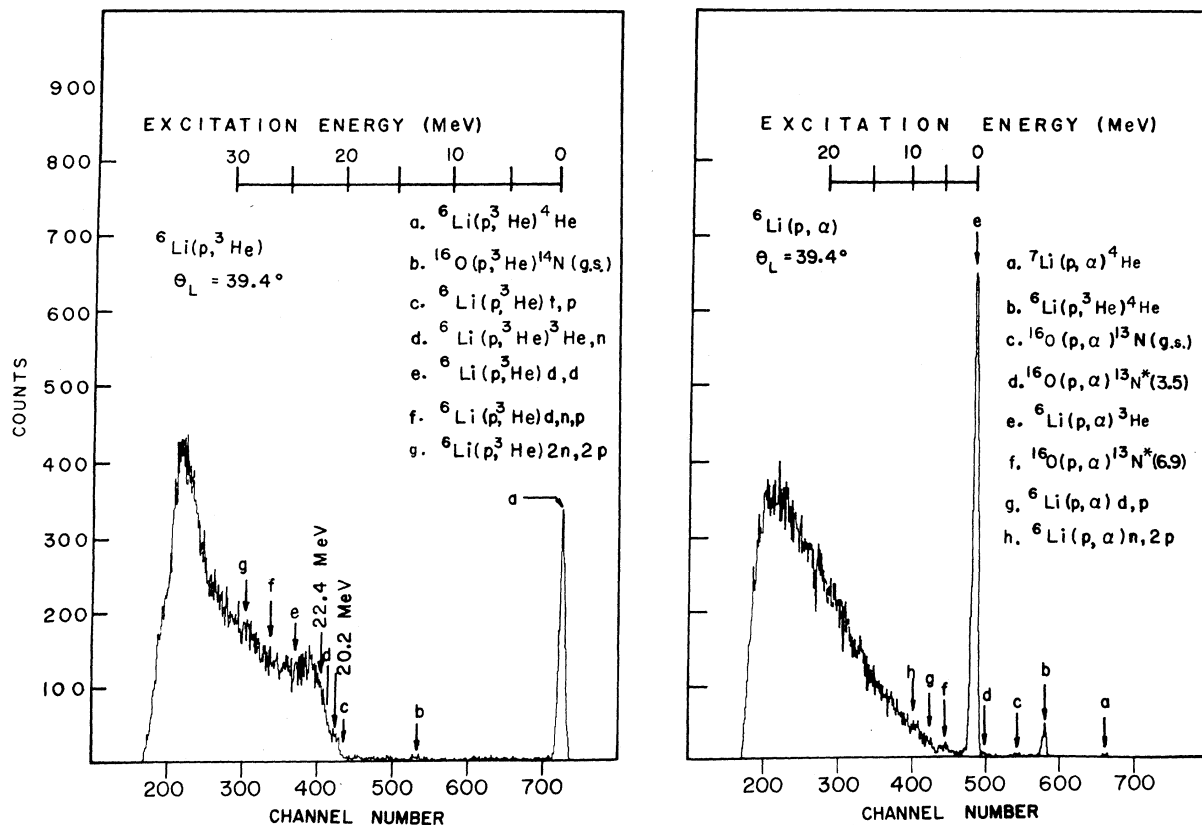 900
800
700
600
500
400
300
200
100
COUNTS
EXCITATION ENERGY (MeV)
30 20 10 0
⁶Li(p,³He)
θL = 39.4°
a. ⁶Li(p,³He)⁴He
b. ¹⁶O(p,³He)¹⁴N(g.s.)
c. ⁶Li(p,³He)t,p
d. ⁶Li(p,³He)³He,n
e. ⁶Li(p,³He)d,d
f. ⁶Li(p,³He)d,n,p
g. ⁶Li(p,³He)2n,2p
g
f
e
22.4 MeV
d
20.2 MeV
c
b
a
200 300 400 500 600 700
CHANNEL NUMBER
EXCITATION ENERGY (MeV)
20 10 0
⁶Li(p,α)
θL = 39.4°
e
a. ⁷Li(p,α)⁴He
b. ⁶Li(p,³He)⁴He
c. ¹⁶O(p,α)¹³N(g.s.)
d. ¹⁶O(p,α)¹³N*(3.5)
e. ⁶Li(p,α)³He
f. ¹⁶O(p,α)¹³N*(6.9)
g. ⁶Li(p,α)d,p
h. ⁶Li(p,α)n,2p
h
g
f
d
c
b
a
200 300 400 500 600 700
CHANNEL NUMBER